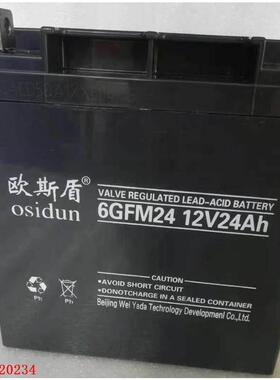 欧斯盾®
osidun
VALVE REGULATED LEAD-ACID BATTERY
6GFM24 12V24Ah
CAUTION:
●AVOID SHORT CIRCUIT
●DONOTCHARGE IN A SEALED CONTAINER
Ph
Pb
Beijing Wei Yada Technology Development Co., Ltd.
20234